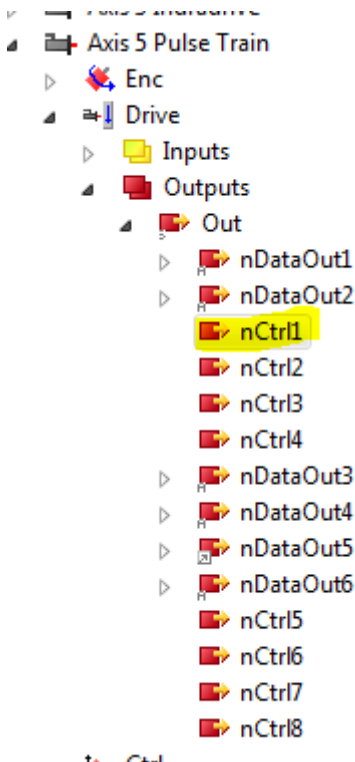 Axis 5 Pulse Train
Enc
Drive
Inputs
Outputs
Out
nDataOut1
nDataOut2
nCtrl1
nCtrl2
nCtrl3
nCtrl4
nDataOut3
nDataOut4
nDataOut5
nDataOut6
nCtrl5
nCtrl6
nCtrl7
nCtrl8